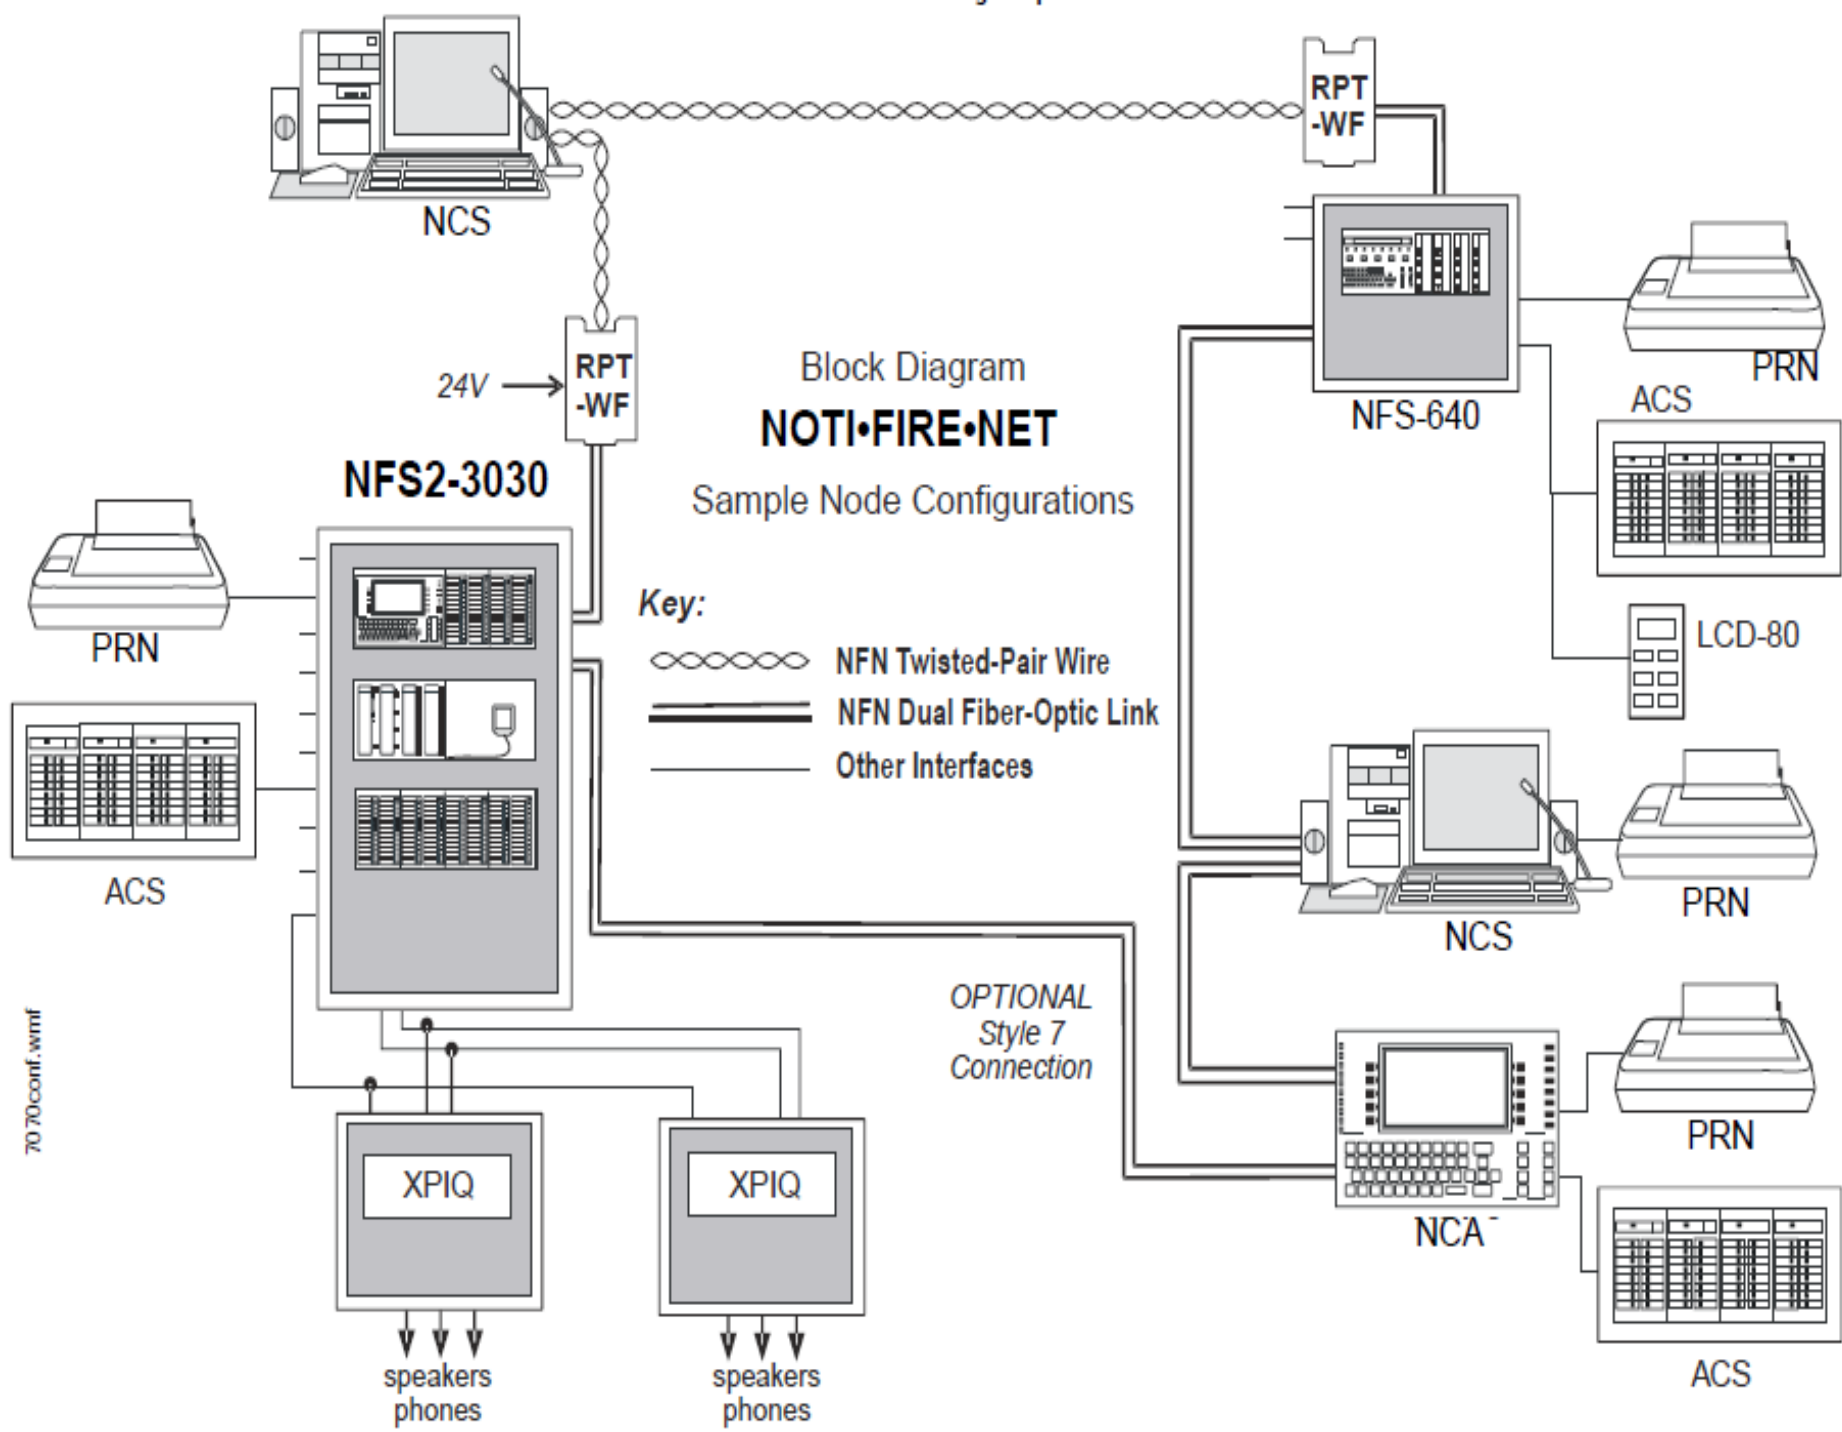 NCS
RPT
-WF
RPT
-WF
24V
Block Diagram
NOTI•FIRE•NET
Sample Node Configurations
NFS2-3030
NFS-640
PRN
ACS
LCD-80
Key:
NFN Twisted-Pair Wire
NFN Dual Fiber-Optic Link
Other Interfaces
PRN
ACS
NCS
PRN
OPTIONAL
Style 7
Connection
NCA
PRN
ACS
XPIQ
XPIQ
speakers
phones
speakers
phones
7070conf.wmf